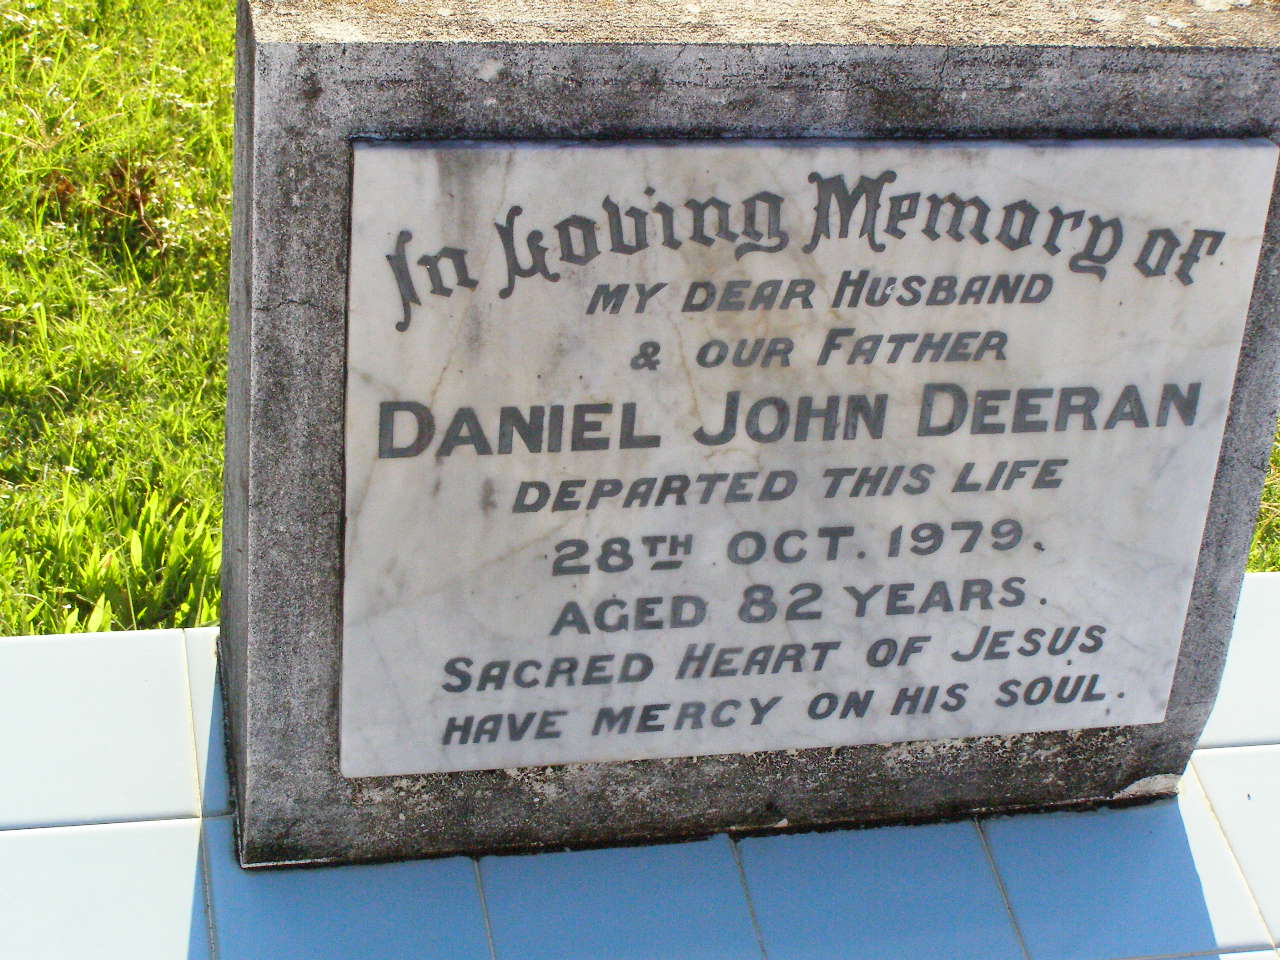 In Loving Memory of
MY DEAR HUSBAND
& OUR FATHER
DANIEL JOHN DEERAN
DEPARTED THIS LIFE
28TH OCT. 1979.
AGED 82 YEARS.
SACRED HEART OF JESUS
HAVE MERCY ON HIS SOUL.